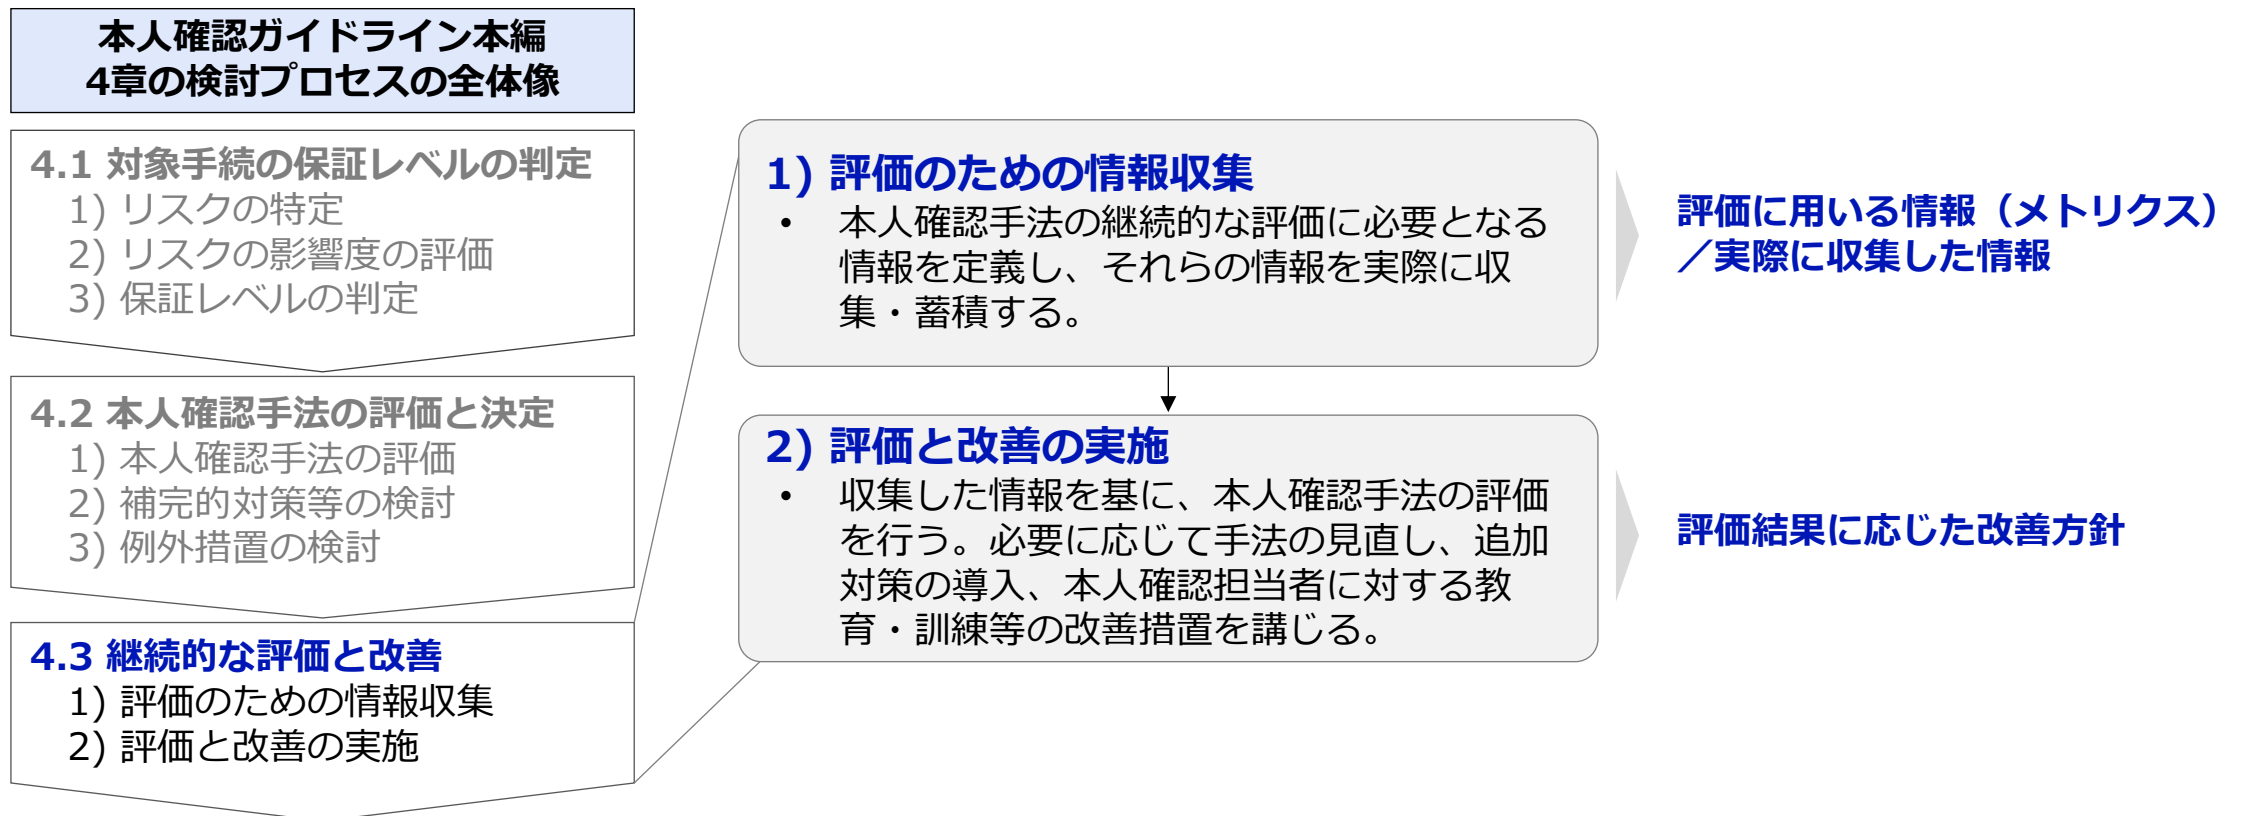 本人確認ガイドライン本編
4章の検討プロセスの全体像
4.1 対象手続の保証レベルの判定
1) リスクの特定
2) リスクの影響度の評価
3) 保証レベルの判定
4.2 本人確認手法の評価と決定
1) 本人確認手法の評価
2) 補完的対策等の検討
3) 例外措置の検討
4.3 継続的な評価と改善
1) 評価のための情報収集
2) 評価と改善の実施
1) 評価のための情報収集
• 本人確認手法の継続的な評価に必要となる
情報を定義し、それらの情報を実際に収
集・蓄積する。
2) 評価と改善の実施
• 収集した情報を基に、本人確認手法の評価
を行う。必要に応じて手法の見直し、追加
対策の導入、本人確認担当者に対する教
育・訓練等の改善措置を講じる。
評価に用いる情報（メトリクス）
／実際に収集した情報
評価結果に応じた改善方針